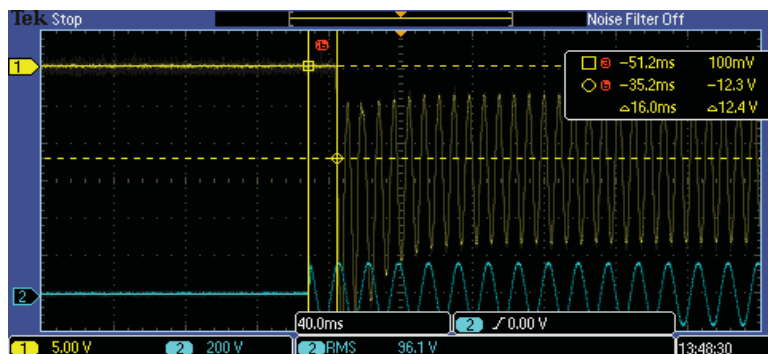 Tek Stop Noise Filter Off
1
-51.2ms 100mV
-35.2ms -12.3 V
△16.0ms △12.4 V
2
40.0ms 2 0.00 V
1 5.00 V 2 200 V 2 RMS 96.1 V 13:48:30